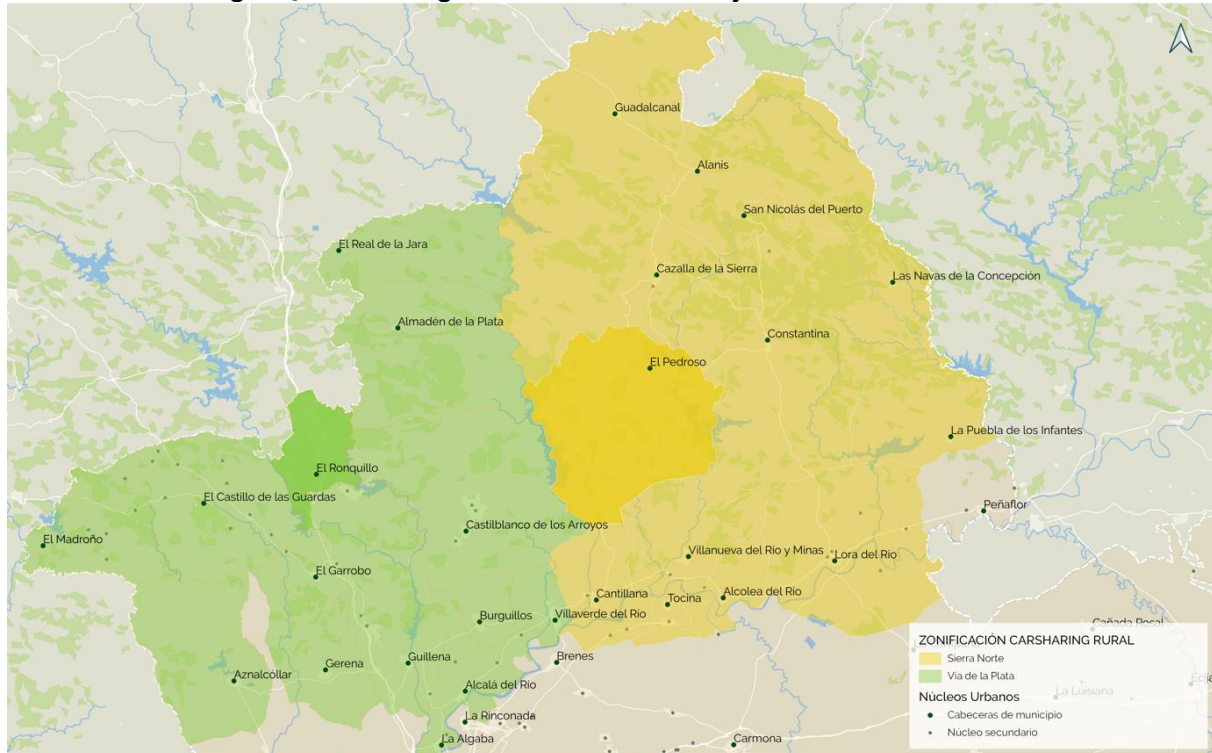 Guadalcanal
Alanís
San Nicolás del Puerto
El Real de la Jara
Cazalla de la Sierra
Las Navas de la Concepción
Almadén de la Plata
Constantina
El Pedroso
La Puebla de los Infantes
El Ronquillo
El Castillo de las Guardas
Peñaflor
Castilblanco de los Arroyos
El Madroño
Villanueva del Río y Minas
Lora del Río
El Garrobo
Cantillana
Tocina
Alcolea del Río
Burguillos
Villaverde del Río
Cañada Rosal
Brenes
Guillena
Gerena
Aznalcóllar
Alcalá del Río
La Luisiana
La Rinconada
La Algaba
Carmona
ZONIFICACIÓN CARSHARING RURAL
Sierra Norte
Vía de la Plata
Núcleos Urbanos
Cabeceras de municipio
Núcleo secundario